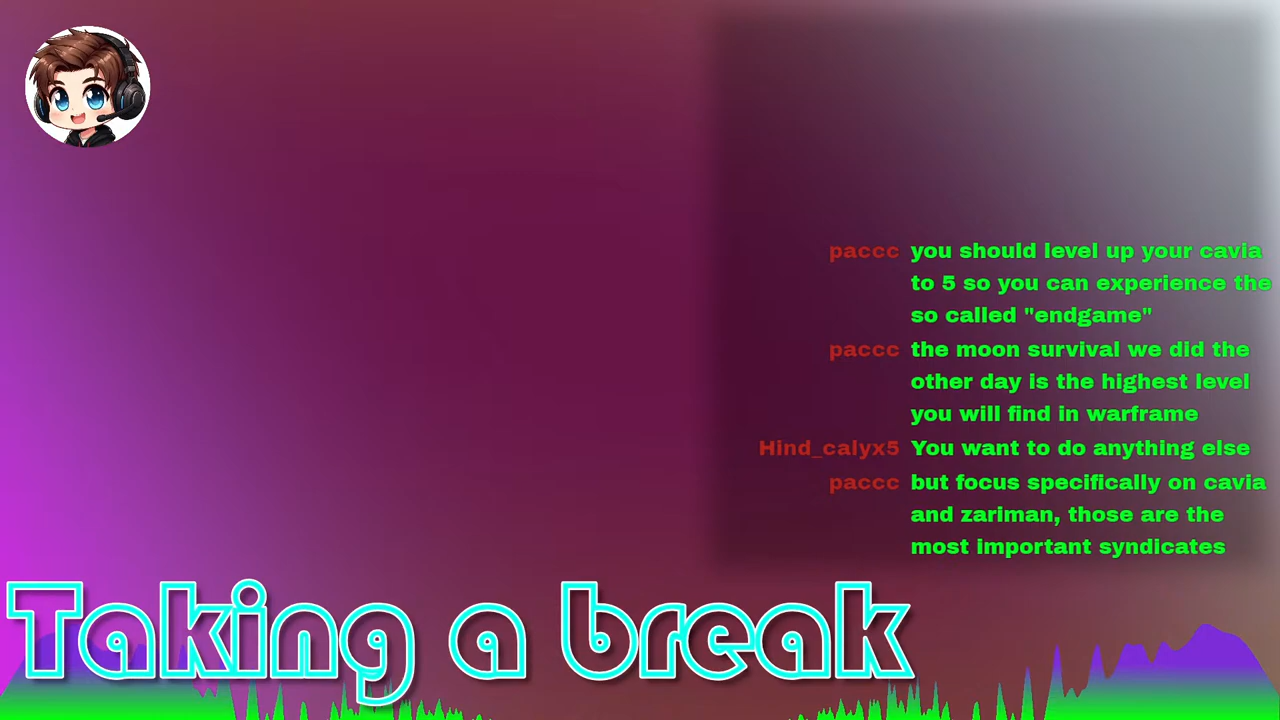 paccc you should level up your cavia
to 5 so you can experience the
so called "endgame"
paccc the moon survival we did the
other day is the highest level
you will find in warframe
Hind_calyx5 You want to do anything else
paccc but focus specifically on cavia
and zariman, those are the
most important syndicates
Taking a break